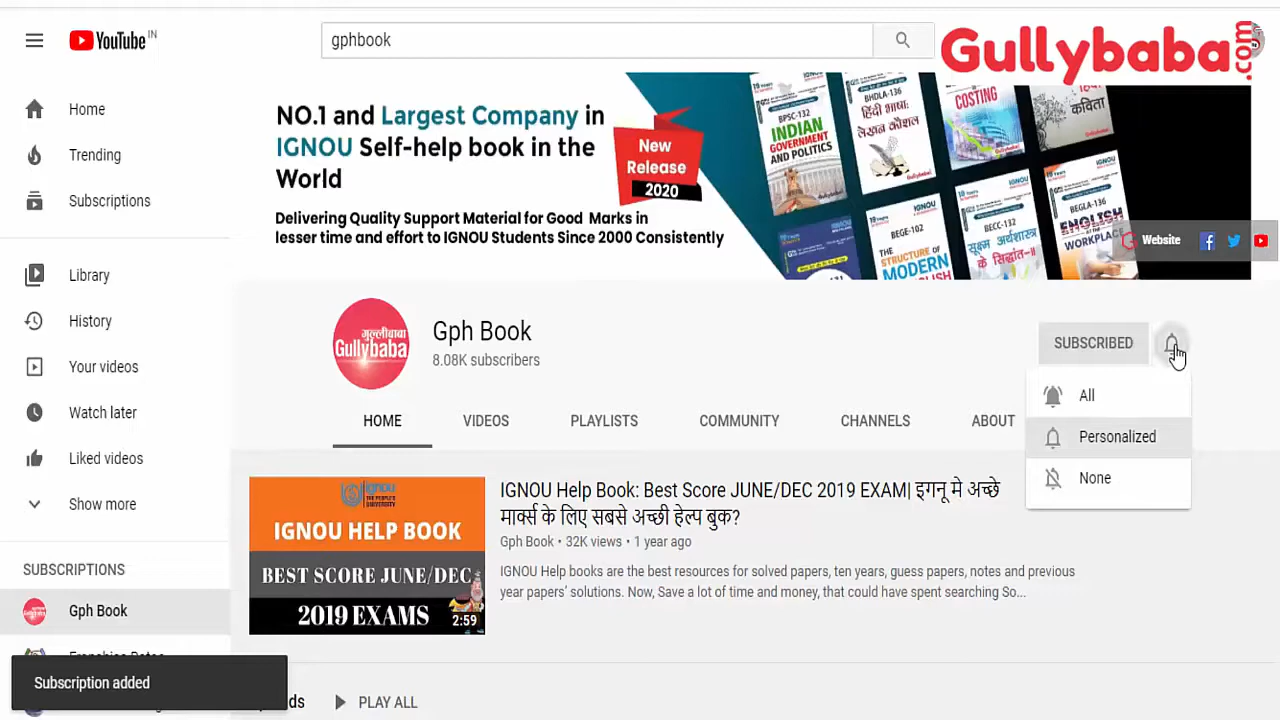 YouTube IN
gphbook
Gullybaba.com
Home
Trending
Subscriptions
Library
History
Your videos
Watch later
Liked videos
Show more
SUBSCRIPTIONS
Gph Book
Subscription added
NO.1 and Largest Company in
IGNOU Self-help book in the
World
Delivering Quality Support Material for Good Marks in
lesser time and effort to IGNOU Students Since 2000 Consistently
New
Release
2020
BPSC-132
INDIAN
GOVERNMENT
AND POLITICS
BHDLA-136
हिंदी भाषा:
लेखन कौशल
COSTING
हिंदी
कविता
BEGE-102
THE
STRUCTURE OF
MODERN
ENGLISH
BECC-132
सूक्ष्म अर्थशास्त्र
के सिद्धांत-II
BEGLA-136
ENGLISH
WORKPLACE
Website
गुल्लीबाबा
Gullybaba
Gph Book
8.08K subscribers
SUBSCRIBED
All
Personalized
None
HOME
VIDEOS
PLAYLISTS
COMMUNITY
CHANNELS
ABOUT
ignou
THE PEOPLE'S
UNIVERSITY
IGNOU HELP BOOK
BEST SCORE JUNE/DEC
2019 EXAMS
2:59
IGNOU Help Book: Best Score JUNE/DEC 2019 EXAM| इगनू मे अच्छे
मार्क्स के लिए सबसे अच्छी हेल्प बुक?
Gph Book • 32K views • 1 year ago
IGNOU Help books are the best resources for solved papers, ten years, guess papers, notes and previous
year papers' solutions. Now, Save a lot of time and money, that could have spent searching So...
PLAY ALL